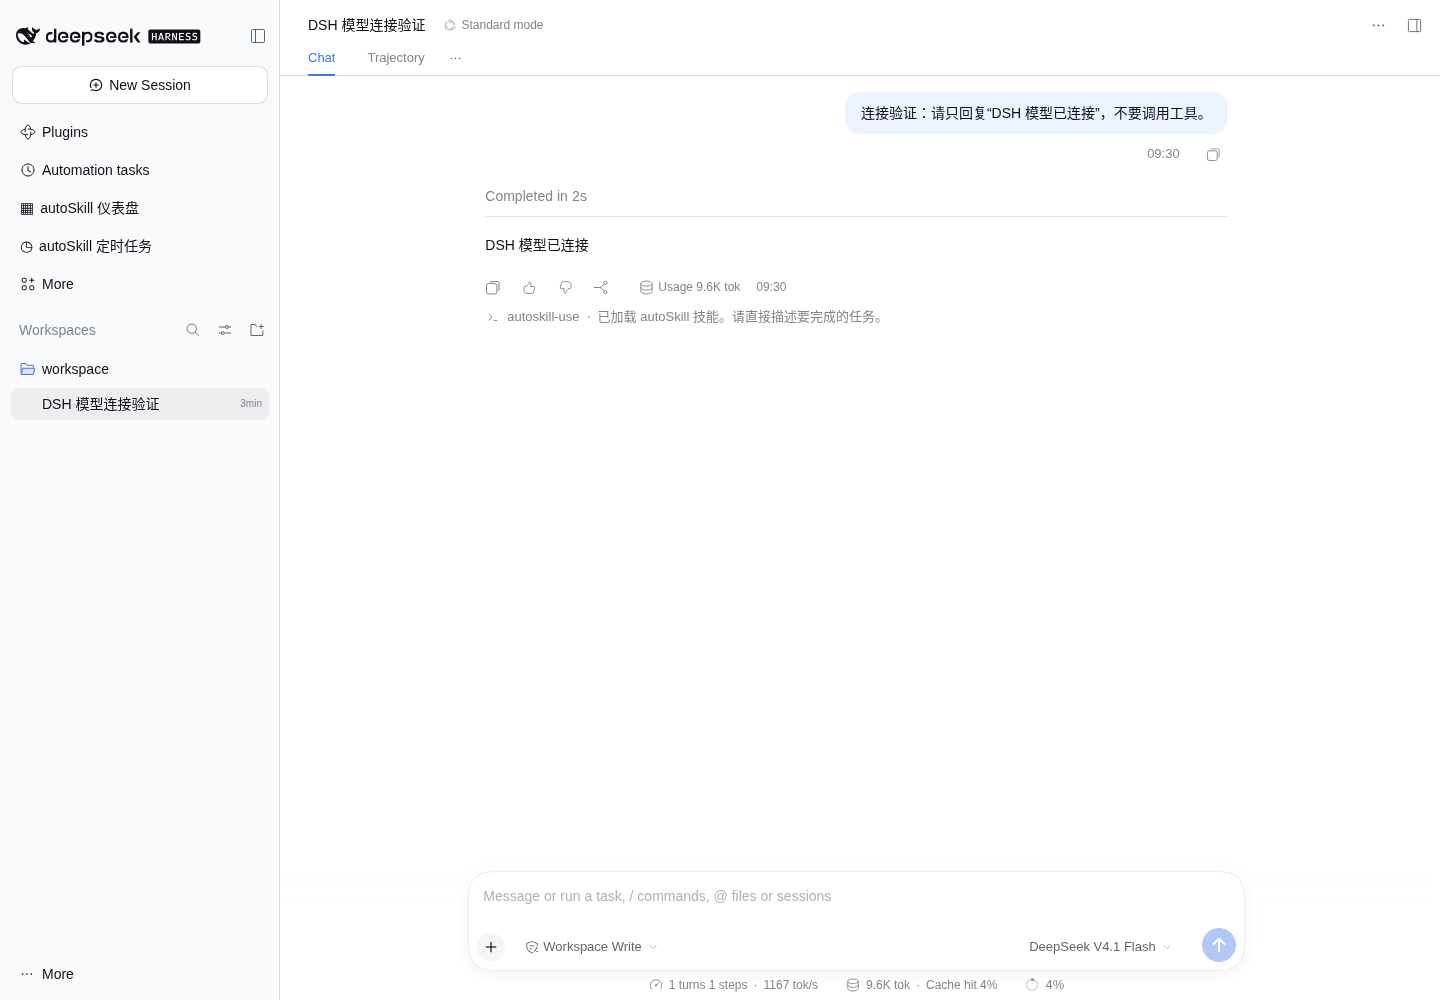 deepseek HARNESS
New Session
Plugins
Automation tasks
autoSkill 仪表盘
autoSkill 定时任务
More
Workspaces
workspace
DSH 模型连接验证 3min
More
DSH 模型连接验证 Standard mode
Chat Trajectory
连接验证：请只回复“DSH 模型已连接”，不要调用工具。
09:30
Completed in 2s
DSH 模型已连接
Usage 9.6K tok 09:30
autoskill-use · 已加载 autoSkill 技能。请直接描述要完成的任务。
Message or run a task, / commands, @ files or sessions
Workspace Write DeepSeek V4.1 Flash
1 turns 1 steps · 1167 tok/s 9.6K tok · Cache hit 4% 4%